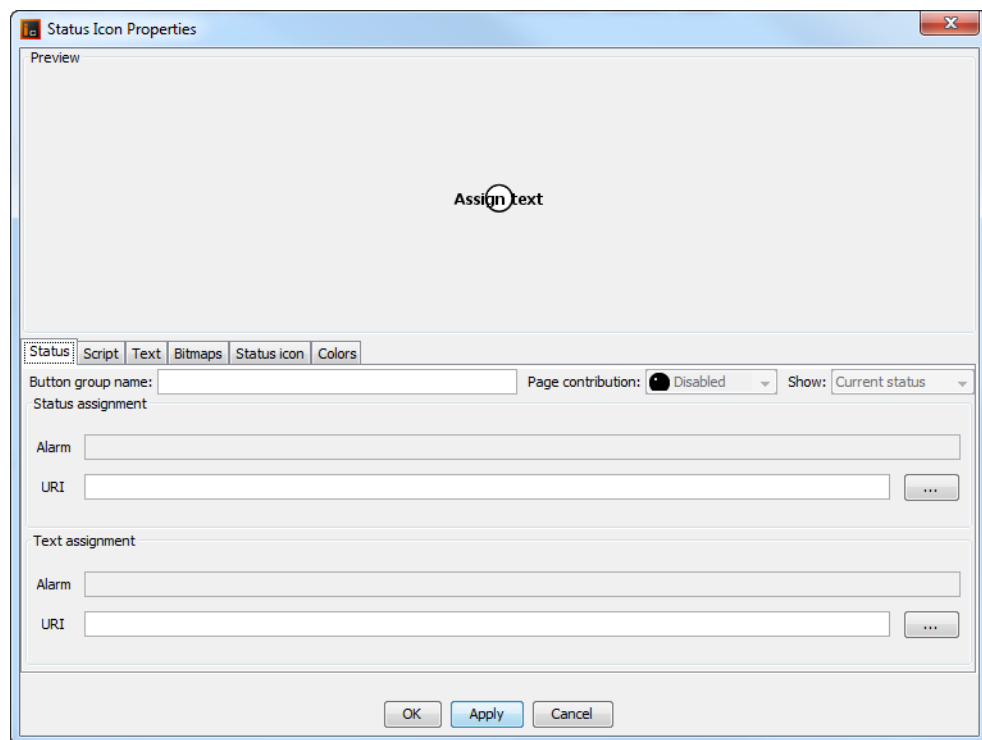 Status Icon Properties
Preview
Assign text
Status Script Text Bitmaps Status icon Colors
Button group name: Page contribution: Disabled Show: Current status
Status assignment
Alarm
URI ...
Text assignment
Alarm
URI ...
OK Apply Cancel